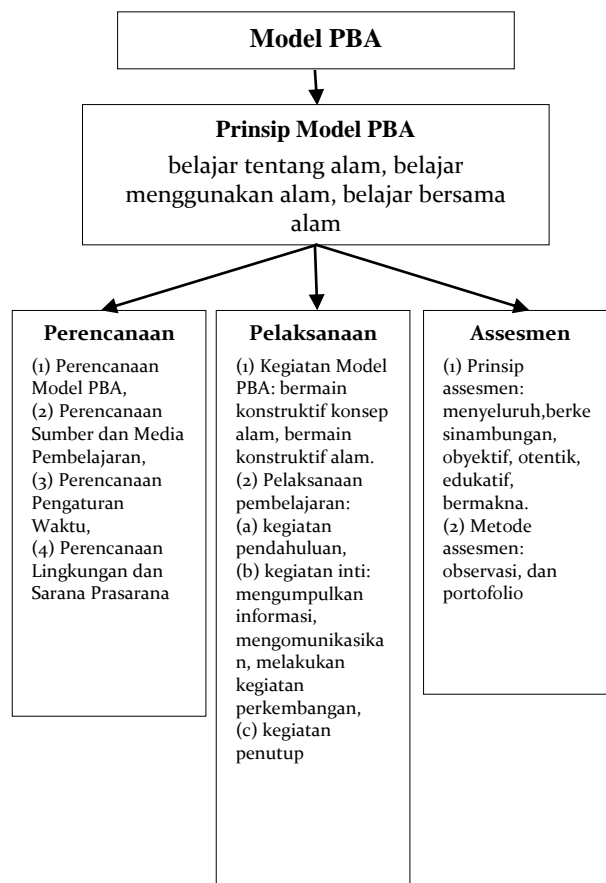 Model PBA
Prinsip Model PBA
belajar tentang alam, belajar
menggunakan alam, belajar bersama
alam
Perencanaan
(1) Perencanaan
Model PBA,
(2) Perencanaan
Sumber dan Media
Pembelajaran,
(3) Perencanaan
Pengaturan
Waktu,
(4) Perencanaan
Lingkungan dan
Sarana Prasarana
Pelaksanaan
(1) Kegiatan Model
PBA: bermain
konstruktif konsep
alam, bermain
konstruktif alam.
(2) Pelaksanaan
pembelajaran:
(a) kegiatan
pendahuluan,
(b) kegiatan inti:
mengumpulkan
informasi,
mengomunikasika
n, melakukan
kegiatan
perkembangan,
(c) kegiatan
penutup
Assesmen
(1) Prinsip
assesmen:
menyeluruh,berke
sinambungan,
obyektif, otentik,
edukatif,
bermakna.
(2) Metode
assesmen:
observasi, dan
portofolio